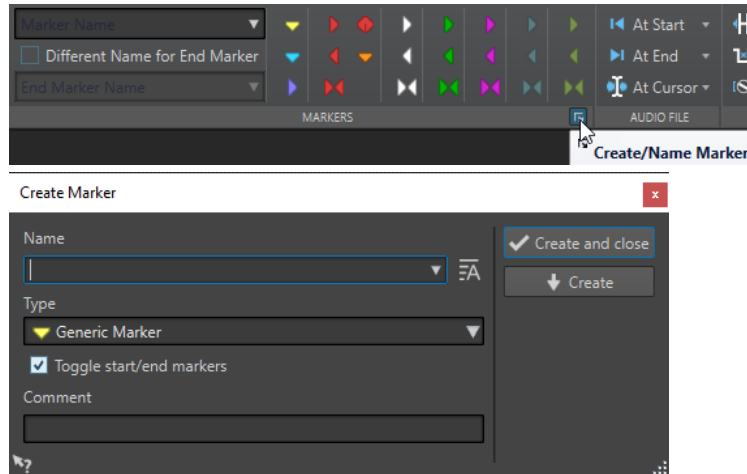 Marker Name
Different Name for End Marker
End Marker Name
At Start
At End
At Cursor
MARKERS
AUDIO FILE
Create/Name Marker
Create Marker
x
Name
A
Create and close
Create
Type
Generic Marker
Toggle start/end markers
Comment
?